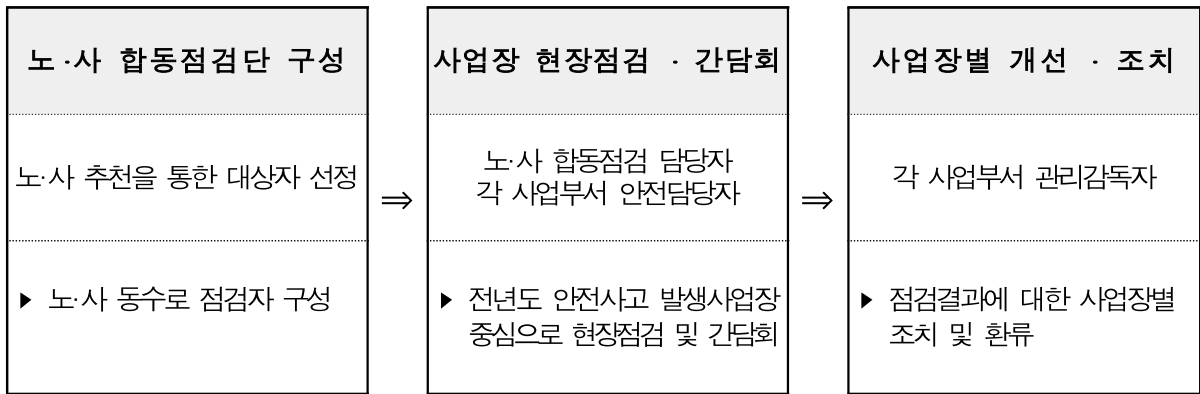 노·사 합동점검단 구성
노·사 추천을 통한 대상자 선정
▶ 노·사 동수로 점검자 구성
⇒
사업장 현장점검 · 간담회
노·사 합동점검 담당자
각 사업부서 안전담당자
▶ 전년도 안전사고 발생사업장
중심으로 현장점검 및 간담회
⇒
사업장별 개선 · 조치
각 사업부서 관리감독자
▶ 점검결과에 대한 사업장별
조치 및 환류